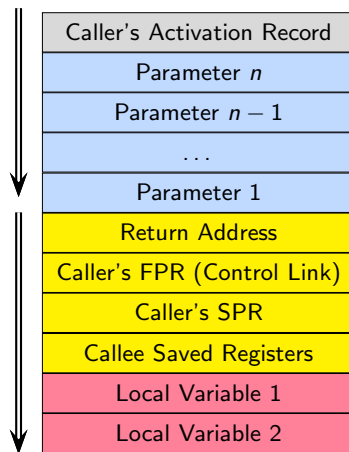 Caller's Activation Record
Parameter n
Parameter n − 1
...
Parameter 1
Return Address
Caller's FPR (Control Link)
Caller's SPR
Callee Saved Registers
Local Variable 1
Local Variable 2